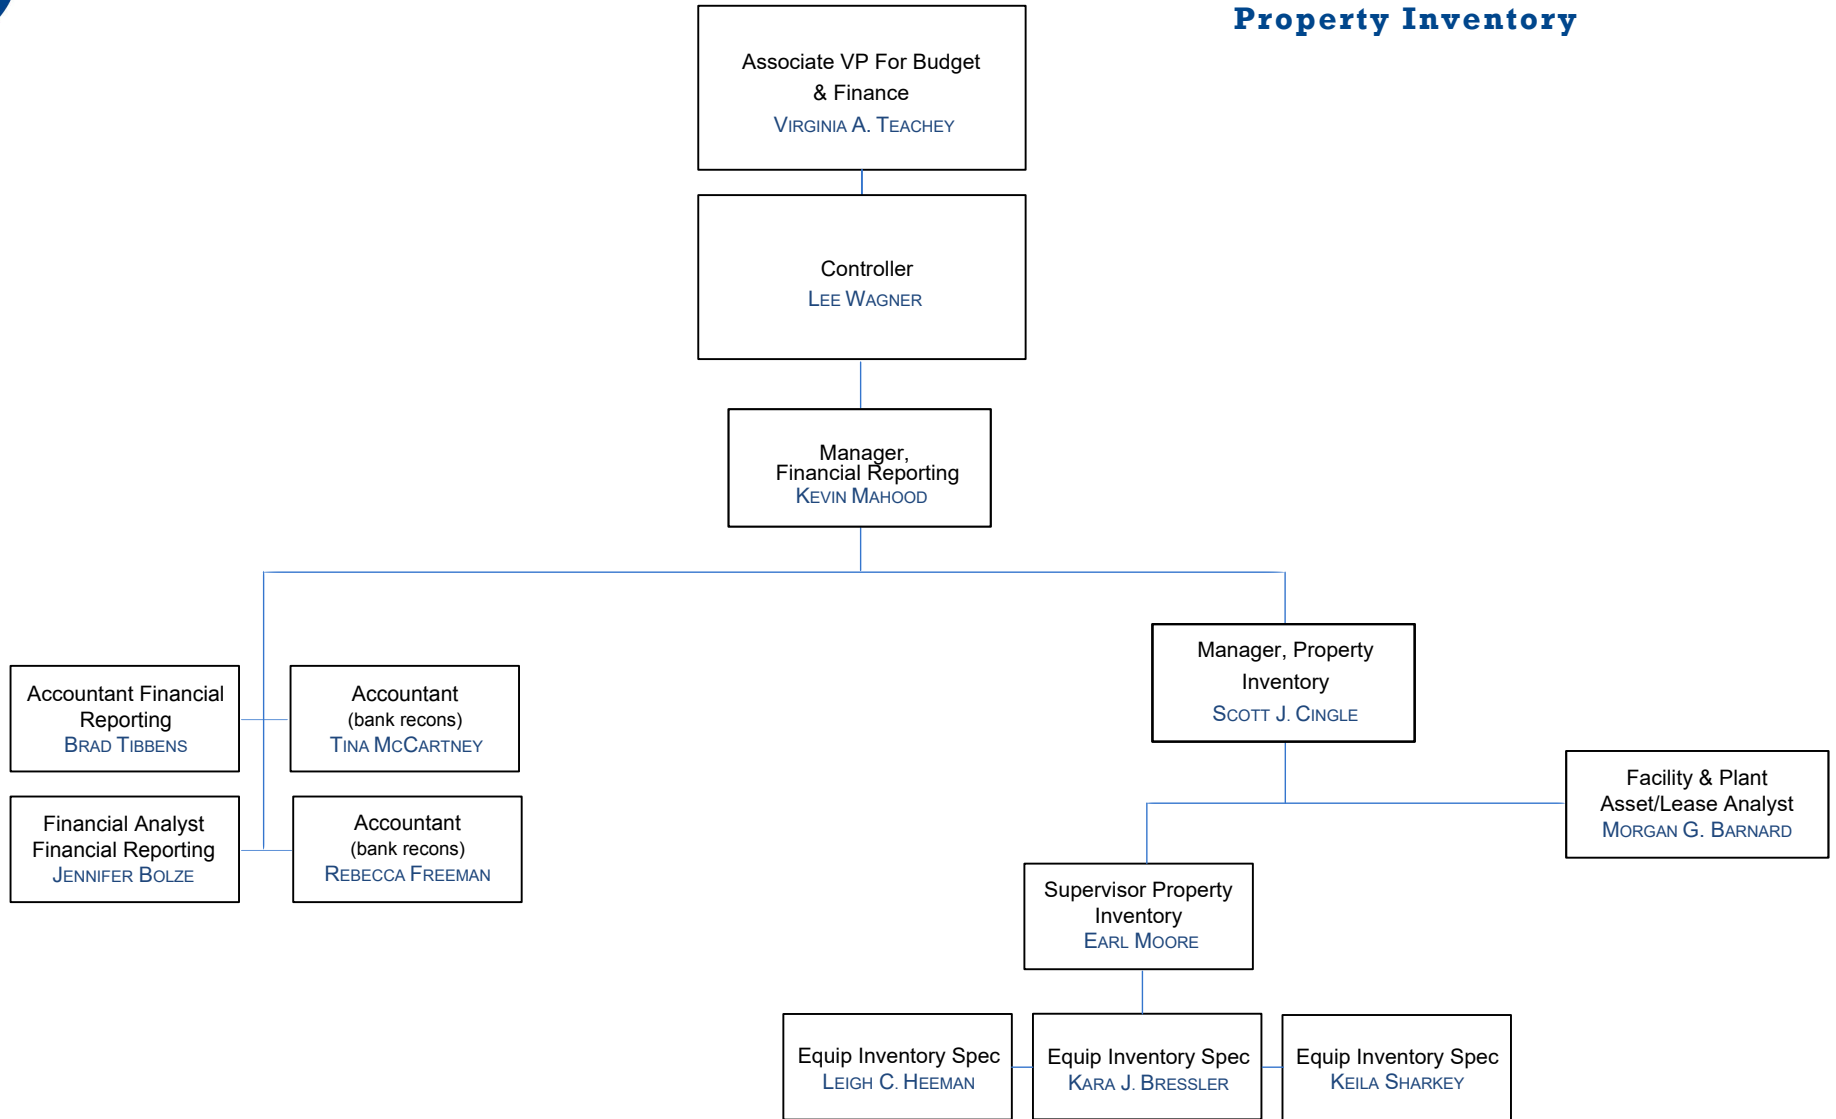 Property Inventory
Associate VP For Budget
& Finance
VIRGINIA A. TEACHEY
Controller
LEE WAGNER
Manager,
Financial Reporting
KEVIN MAHOOD
Accountant Financial
Reporting
BRAD TIBBENS
Accountant
(bank recons)
TINA MCCARTNEY
Financial Analyst
Financial Reporting
JENNIFER BOLZE
Accountant
(bank recons)
REBECCA FREEMAN
Manager, Property
Inventory
SCOTT J. CINGLE
Facility & Plant
Asset/Lease Analyst
MORGAN G. BARNARD
Supervisor Property
Inventory
EARL MOORE
Equip Inventory Spec
LEIGH C. HEEMAN
Equip Inventory Spec
KARA J. BRESSLER
Equip Inventory Spec
KEILA SHARKEY